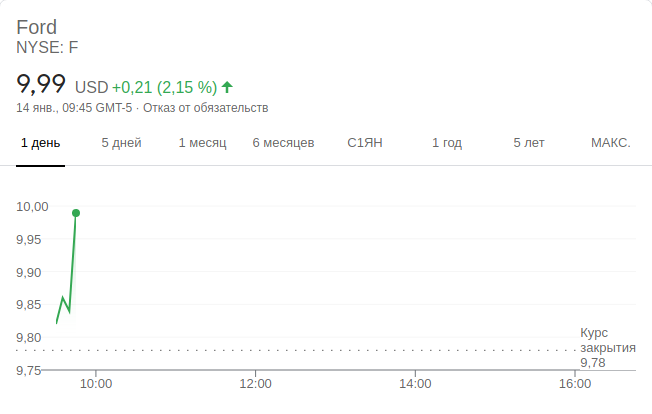 Ford
NYSE: F
9,99 USD +0,21 (2,15 %)
14 янв., 09:45 GMT-5 · Отказ от обязательств
1 день 5 дней 1 месяц 6 месяцев С1ЯН 1 год 5 лет МАКС.
10,00
9,95
9,90
9,85
9,80
9,75
Курс
закрытия
9,78
10:00 12:00 14:00 16:00